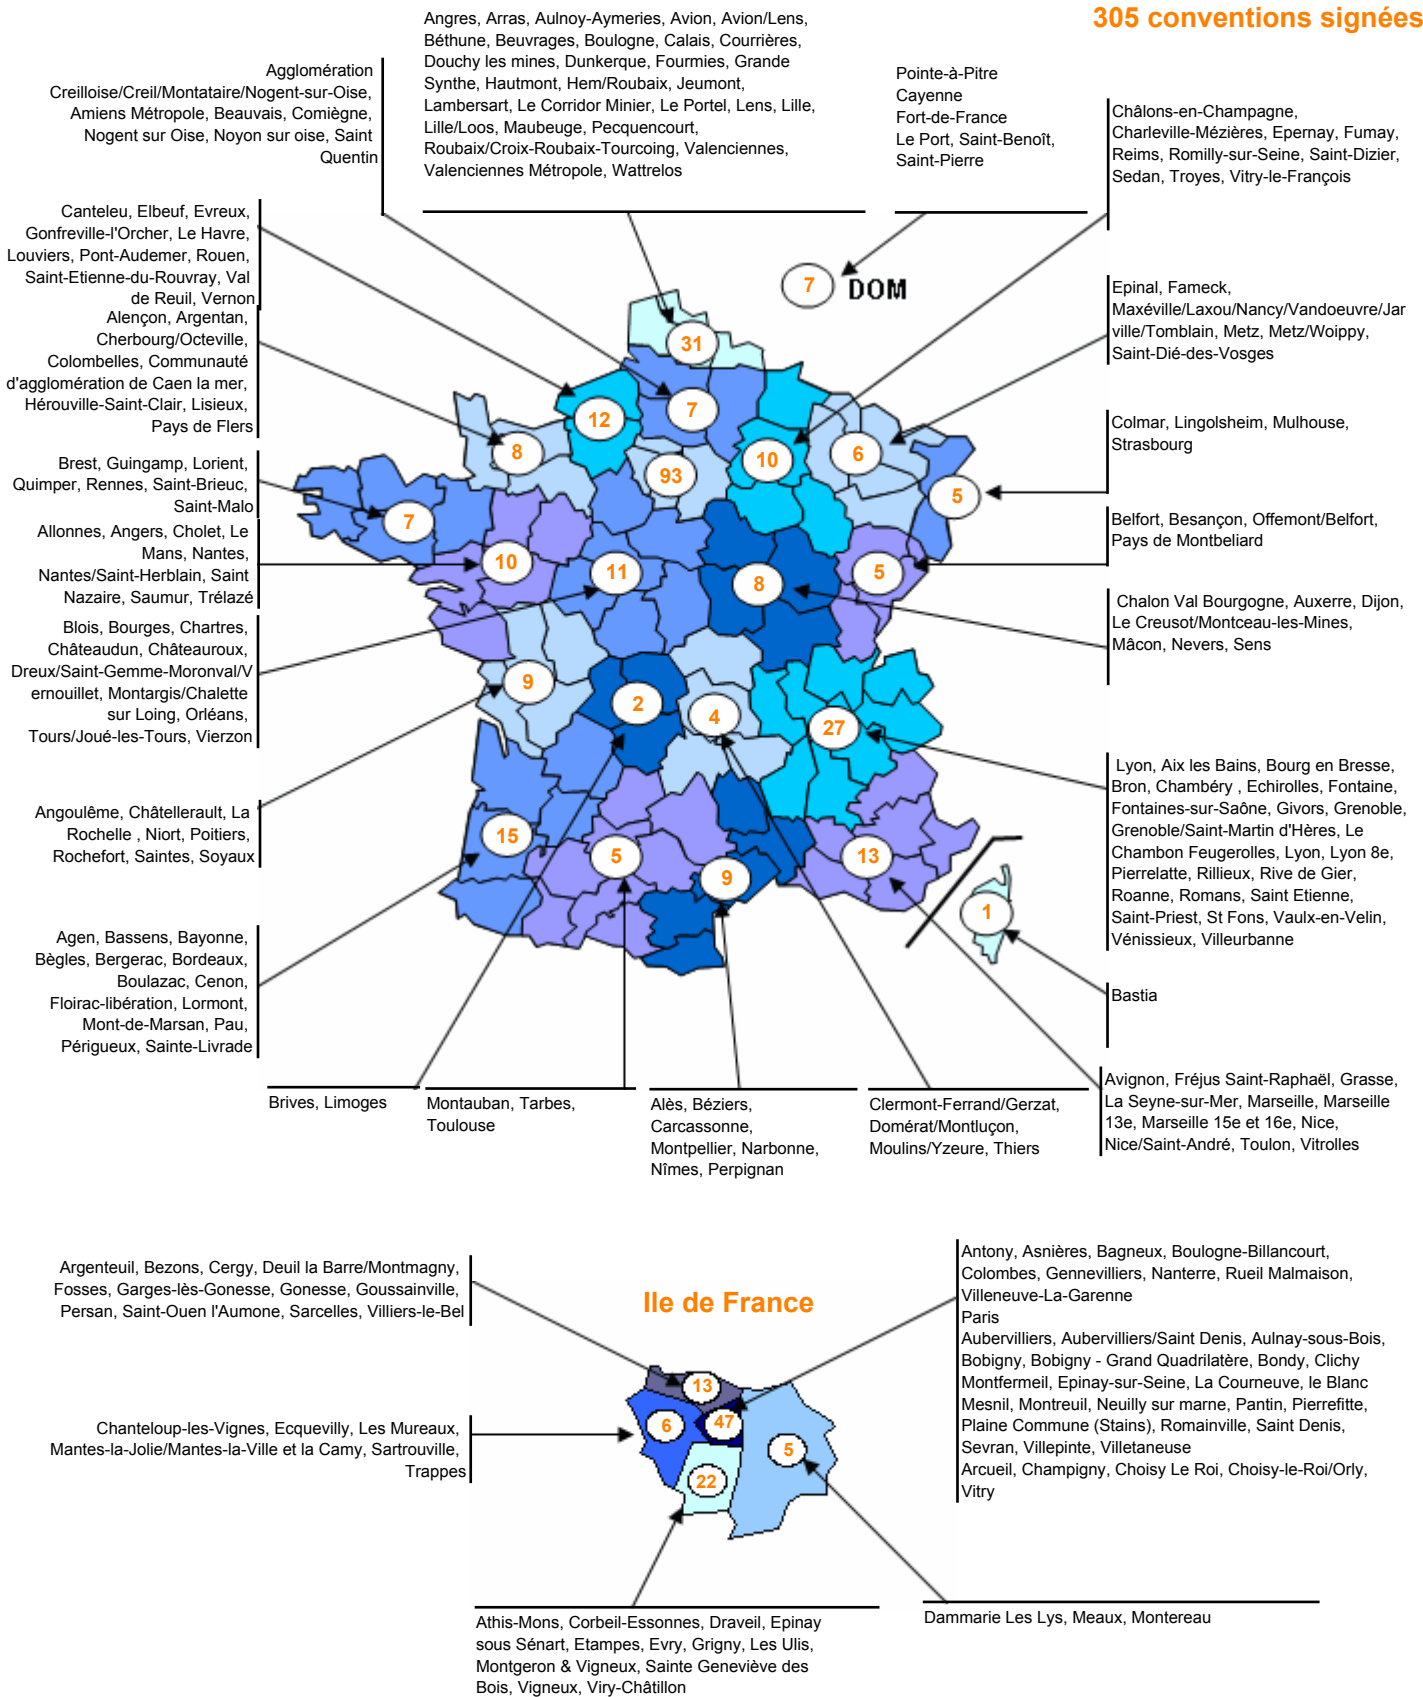 305 conventions signées
Angres, Arras, Aulnoy-Aymeries, Avion, Avion/Lens,
Béthune, Beuvrages, Boulogne, Calais, Courrières,
Douchy les mines, Dunkerque, Fourmies, Grande
Synthe, Hautmont, Hem/Roubaix, Jeumont,
Lambersart, Le Corridor Minier, Le Portel, Lens, Lille,
Lille/Loos, Maubeuge, Pecquencourt,
Roubaix/Croix-Roubaix-Tourcoing, Valenciennes,
Valenciennes Métropole, Wattrelos
Agglomération
Creilloise/Creil/Montataire/Nogent-sur-Oise,
Amiens Métropole, Beauvais, Comiègne,
Nogent sur Oise, Noyon sur oise, Saint
Quentin
Pointe-à-Pitre
Cayenne
Fort-de-France
Le Port, Saint-Benoît,
Saint-Pierre
Châlons-en-Champagne,
Charleville-Mézières, Epernay, Fumay,
Reims, Romilly-sur-Seine, Saint-Dizier,
Sedan, Troyes, Vitry-le-François
Canteleu, Elbeuf, Evreux,
Gonfreville-l'Orcher, Le Havre,
Louviers, Pont-Audemer, Rouen,
Saint-Etienne-du-Rouvray, Val
de Reuil, Vernon
Alençon, Argentan,
Cherbourg/Octeville,
Colombelles, Communauté
d'agglomération de Caen la mer,
Hérouville-Saint-Clair, Lisieux,
Pays de Flers
Brest, Guingamp, Lorient,
Quimper, Rennes, Saint-Brieuc,
Saint-Malo
Allonnes, Angers, Cholet, Le
Mans, Nantes,
Nantes/Saint-Herblain, Saint
Nazaire, Saumur, Trélazé
Blois, Bourges, Chartres,
Châteaudun, Châteauroux,
Dreux/Saint-Gemme-Moronval/V
ernouillet, Montargis/Chalette
sur Loing, Orléans,
Tours/Joué-les-Tours, Vierzon
Angoulême, Châtellerault, La
Rochelle , Niort, Poitiers,
Rochefort, Saintes, Soyaux
Agen, Bassens, Bayonne,
Bègles, Bergerac, Bordeaux,
Boulazac, Cenon,
Floirac-libération, Lormont,
Mont-de-Marsan, Pau,
Périgueux, Sainte-Livrade
7 DOM
31
7
12
8
93
10
6
5
7
10
11
8
5
9
2
4
27
15
5
9
13
1
Epinal, Fameck,
Maxéville/Laxou/Nancy/Vandoeuvre/Jar
ville/Tomblain, Metz, Metz/Woippy,
Saint-Dié-des-Vosges
Colmar, Lingolsheim, Mulhouse,
Strasbourg
Belfort, Besançon, Offemont/Belfort,
Pays de Montbeliard
Chalon Val Bourgogne, Auxerre, Dijon,
Le Creusot/Montceau-les-Mines,
Mâcon, Nevers, Sens
Lyon, Aix les Bains, Bourg en Bresse,
Bron, Chambéry , Echirolles, Fontaine,
Fontaines-sur-Saône, Givors, Grenoble,
Grenoble/Saint-Martin d'Hères, Le
Chambon Feugerolles, Lyon, Lyon 8e,
Pierrelatte, Rillieux, Rive de Gier,
Roanne, Romans, Saint Etienne,
Saint-Priest, St Fons, Vaulx-en-Velin,
Vénissieux, Villeurbanne
Bastia
Avignon, Fréjus Saint-Raphaël, Grasse,
La Seyne-sur-Mer, Marseille, Marseille
13e, Marseille 15e et 16e, Nice,
Nice/Saint-André, Toulon, Vitrolles
Brives, Limoges
Montauban, Tarbes,
Toulouse
Alès, Béziers,
Carcassonne,
Montpellier, Narbonne,
Nîmes, Perpignan
Clermont-Ferrand/Gerzat,
Domérat/Montluçon,
Moulins/Yzeure, Thiers
Ile de France
Argenteuil, Bezons, Cergy, Deuil la Barre/Montmagny,
Fosses, Garges-lès-Gonesse, Gonesse, Goussainville,
Persan, Saint-Ouen l'Aumone, Sarcelles, Villiers-le-Bel
Chanteloup-les-Vignes, Ecquevilly, Les Mureaux,
Mantes-la-Jolie/Mantes-la-Ville et la Camy, Sartrouville,
Trappes
13
6
47
5
22
Antony, Asnières, Bagneux, Boulogne-Billancourt,
Colombes, Gennevilliers, Nanterre, Rueil Malmaison,
Villeneuve-La-Garenne
Paris
Aubervilliers, Aubervilliers/Saint Denis, Aulnay-sous-Bois,
Bobigny, Bobigny - Grand Quadrilatère, Bondy, Clichy
Montfermeil, Epinay-sur-Seine, La Courneuve, le Blanc
Mesnil, Montreuil, Neuilly sur marne, Pantin, Pierrefitte,
Plaine Commune (Stains), Romainville, Saint Denis,
Sevran, Villepinte, Villetaneuse
Arcueil, Champigny, Choisy Le Roi, Choisy-le-Roi/Orly,
Vitry
Athis-Mons, Corbeil-Essonnes, Draveil, Epinay
sous Sénart, Etampes, Evry, Grigny, Les Ulis,
Montgeron & Vigneux, Sainte Geneviève des
Bois, Vigneux, Viry-Châtillon
Dammarie Les Lys, Meaux, Montereau